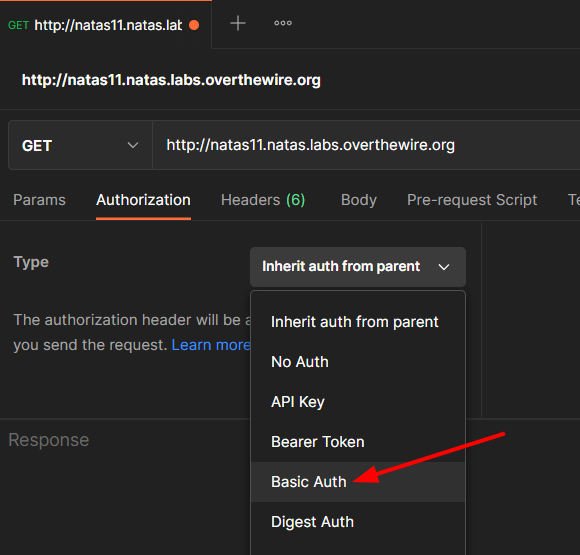 GET http://natas11.natas.lab
http://natas11.natas.labs.overthewire.org
GET http://natas11.natas.labs.overthewire.org
Params Authorization Headers (6) Body Pre-request Script Te
Type Inherit auth from parent
The authorization header will be a
you send the request. Learn more
Inherit auth from parent
No Auth
API Key
Bearer Token
Basic Auth
Digest Auth
Response